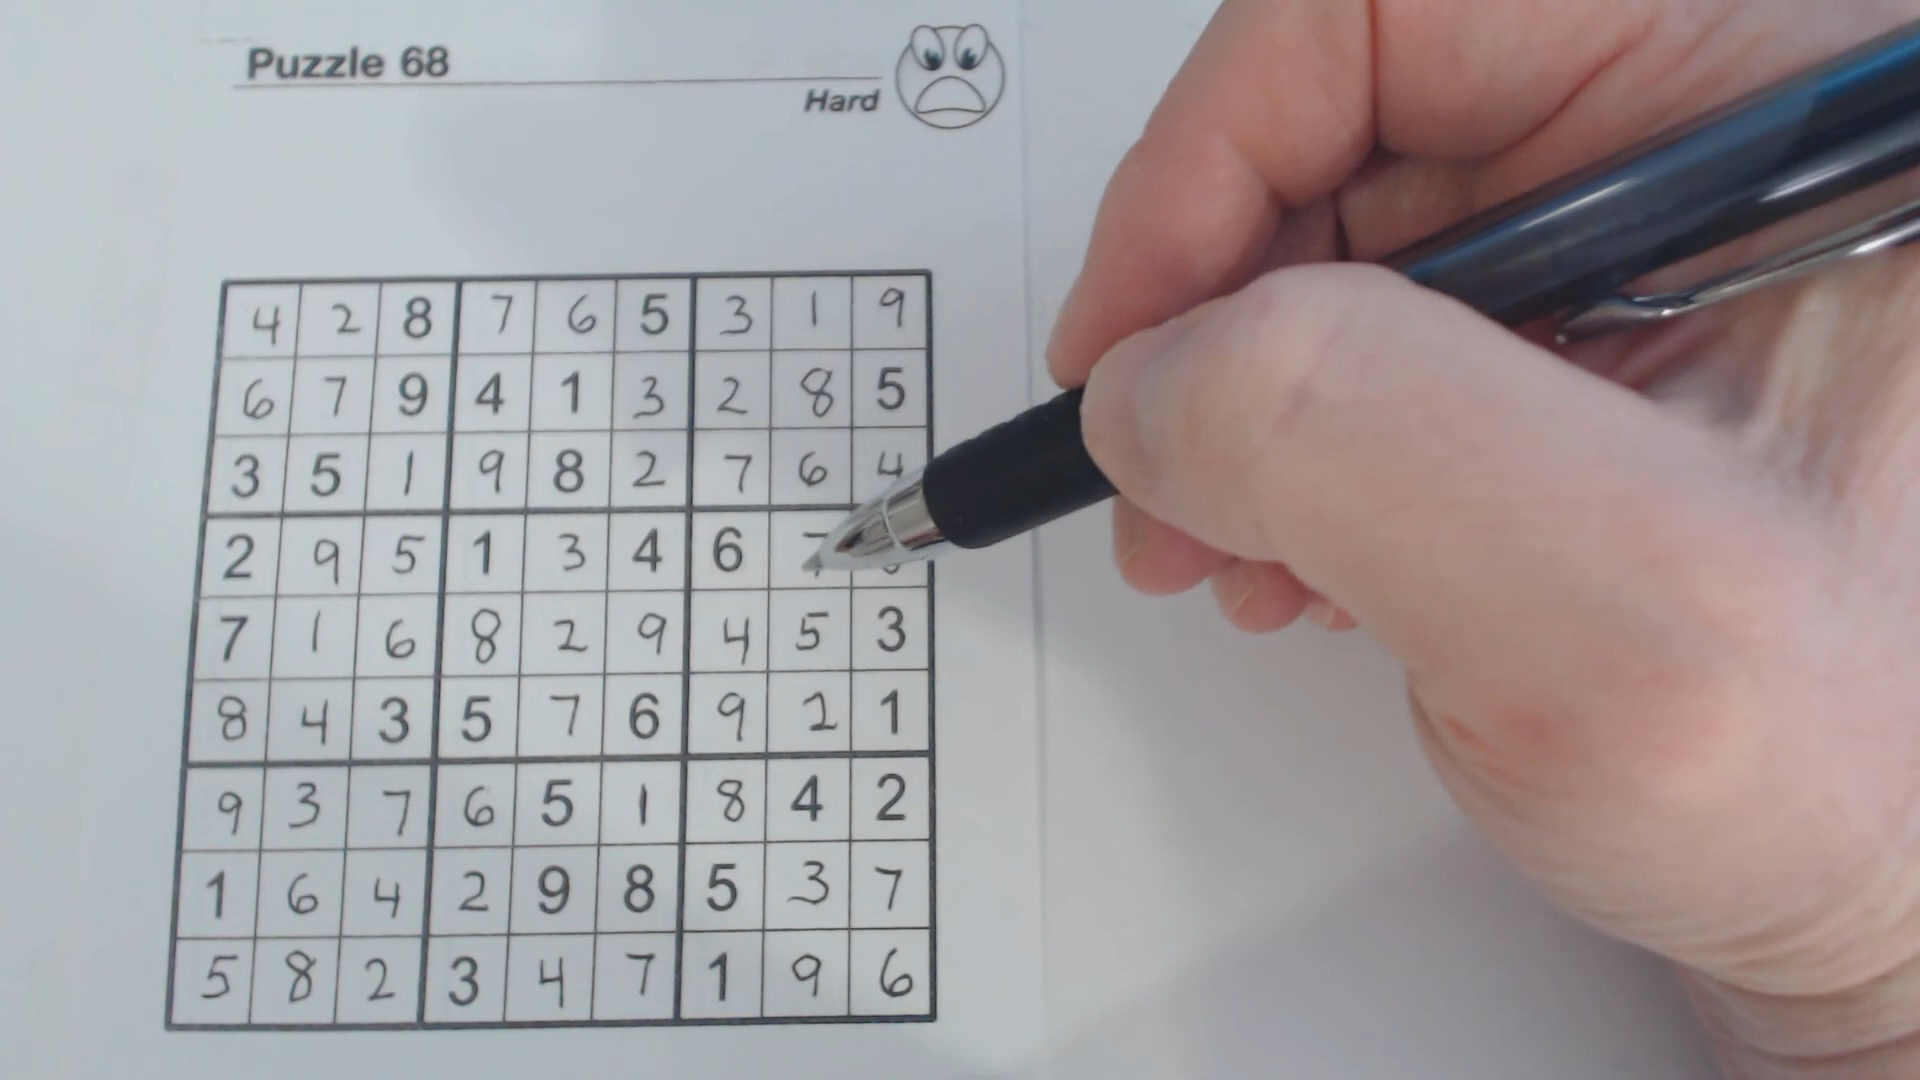 Puzzle 68
Hard
4 2 8 7 6 5 3 1 9
6 7 9 4 1 3 2 8 5
3 5 1 9 8 2 7 6 4
2 9 5 1 3 4 6 7
7 1 6 8 2 9 4 5 3
8 4 3 5 7 6 9 2 1
9 3 7 6 5 1 8 4 2
1 6 4 2 9 8 5 3 7
5 8 2 3 4 7 1 9 6